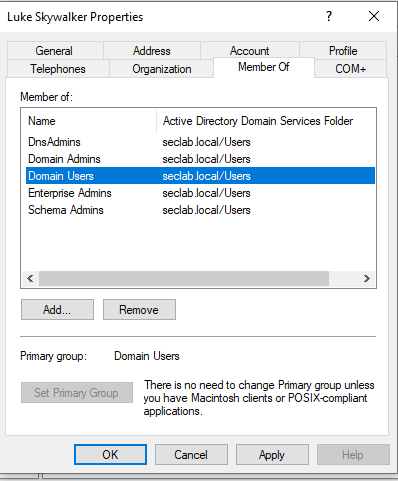 Luke Skywalker Properties ? ×
General Address Account Profile
Telephones Organization Member Of COM+
Member of:
Name Active Directory Domain Services Folder
DnsAdmins seclab.local/Users
Domain Admins seclab.local/Users
Domain Users seclab.local/Users
Enterprise Admins seclab.local/Users
Schema Admins seclab.local/Users
Add... Remove
Primary group: Domain Users
Set Primary Group
There is no need to change Primary group unless
you have Macintosh clients or POSIX-compliant
applications.
OK Cancel Apply Help